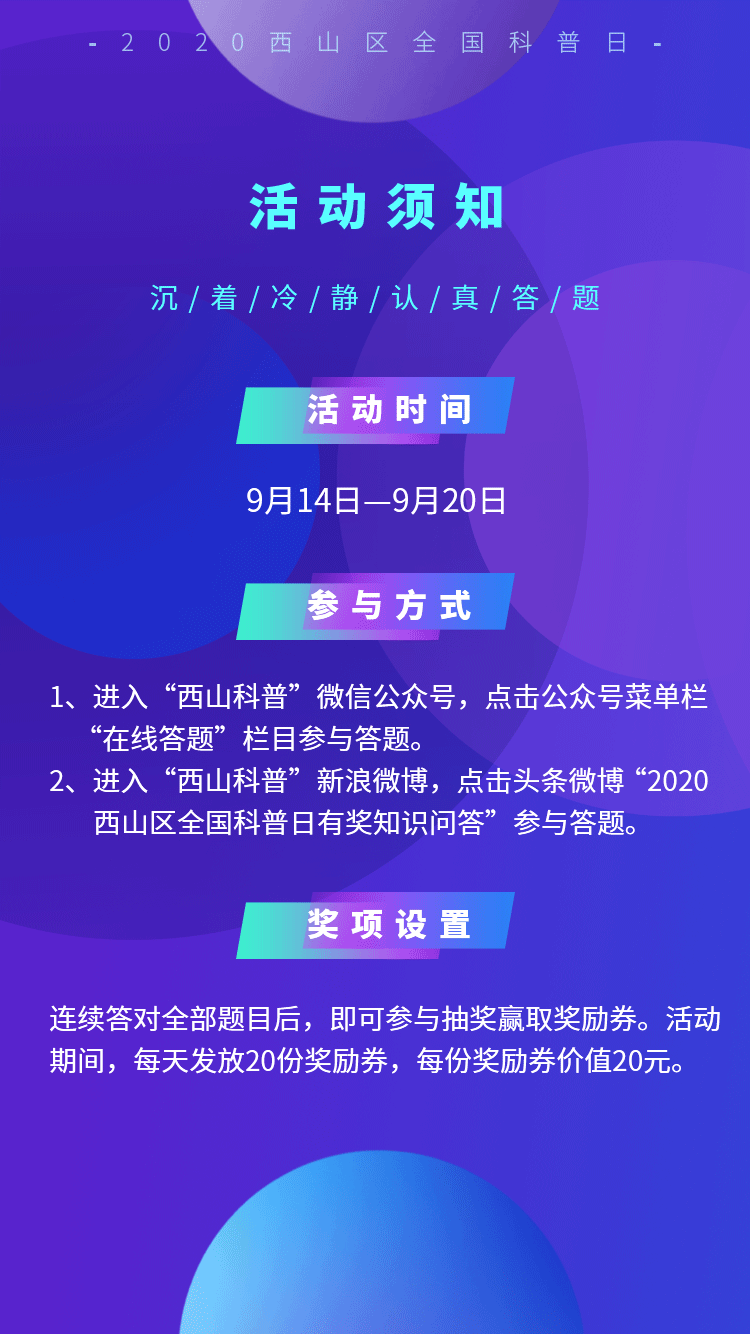 - 2020西山区全国科普日 -
活动须知
沉/着/冷/静/认/真/答/题
活动时间
9月14日—9月20日
参与方式
1、进入“西山科普”微信公众号，点击公众号菜单栏
“在线答题”栏目参与答题。
2、进入“西山科普”新浪微博，点击头条微博“2020
西山区全国科普日有奖知识问答”参与答题。
奖项设置
连续答对全部题目后，即可参与抽奖赢取奖励券。活动
期间，每天发放20份奖励券，每份奖励券价值20元。